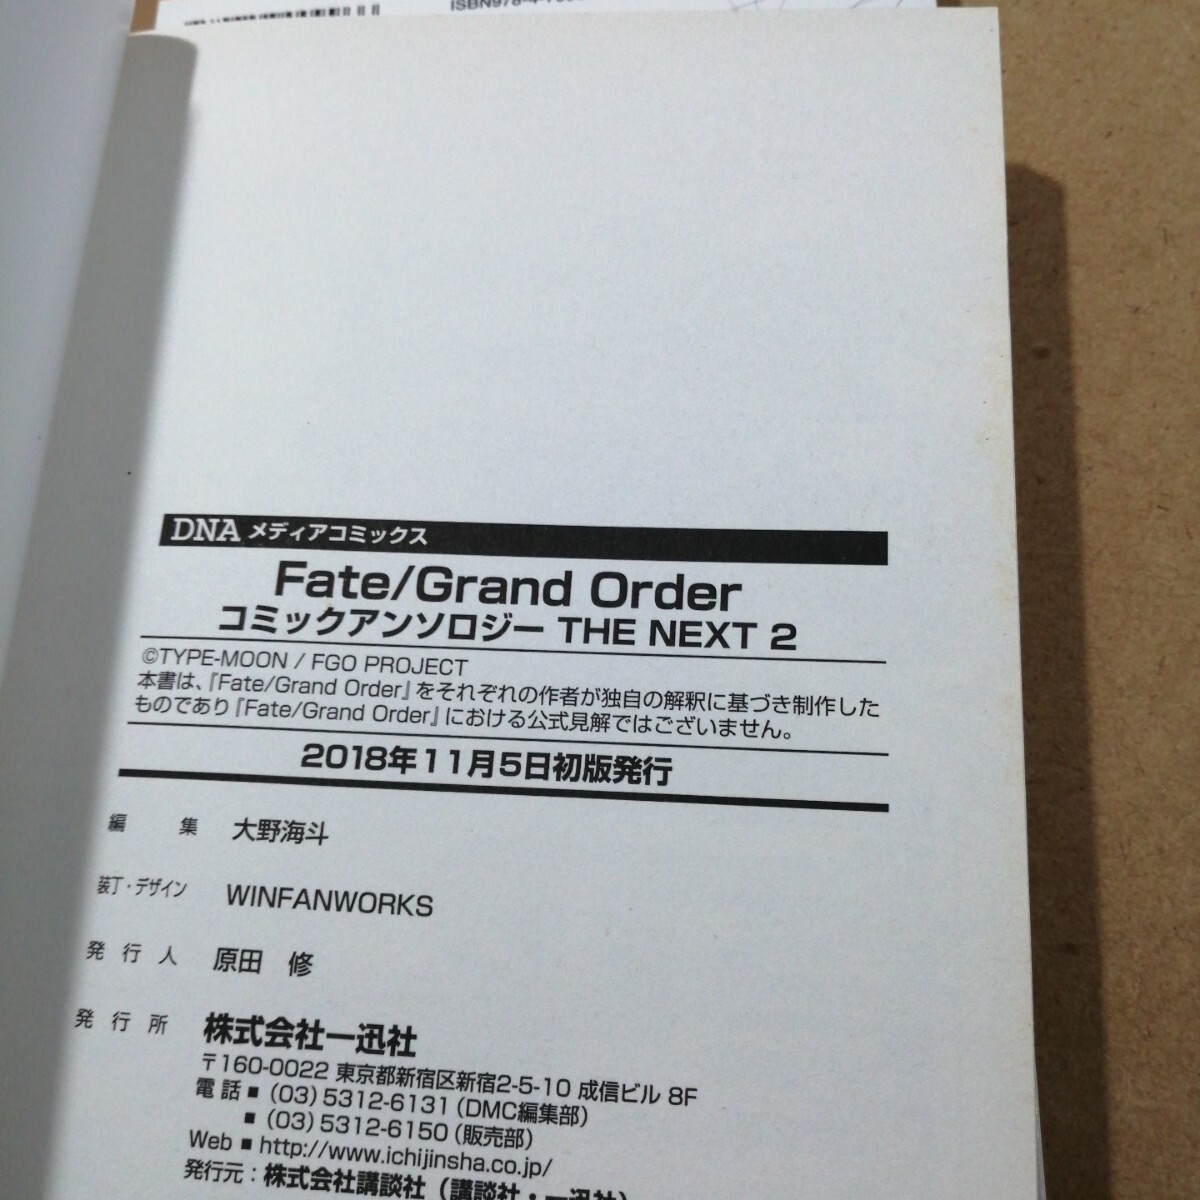 DNA メディアコミックス
Fate/Grand Order
コミックアンソロジー THE NEXT 2
©TYPE-MOON / FGO PROJECT
本書は、『Fate/Grand Order』をそれぞれの作者が独自の解釈に基づき制作した
ものであり『Fate/Grand Order』における公式見解ではございません。
2018年11月5日初版発行
編 集 大野海斗
装丁・デザイン WINFANWORKS
発 行 人 原田 修
発 行 所 株式会社一迅社
〒160-0022 東京都新宿区新宿2-5-10 成信ビル 8F
電 話 ■ (03) 5312-6131 (DMC編集部)
■ (03) 5312-6150 (販売部)
Web ■ http://www.ichijinsha.co.jp/
発行元：株式会社講談社（講談社・一迅社）